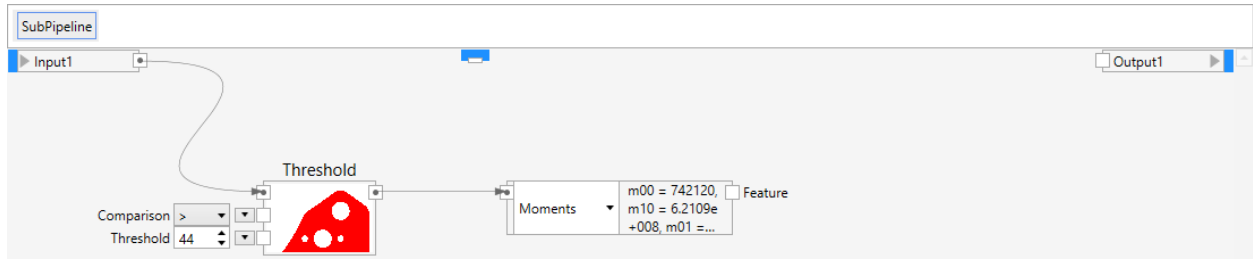 SubPipeline
Input1
Output1
Threshold
Comparison >
Threshold 44
Moments
m00 = 742120,
m10 = 6.2109e
+008, m01 =...
Feature